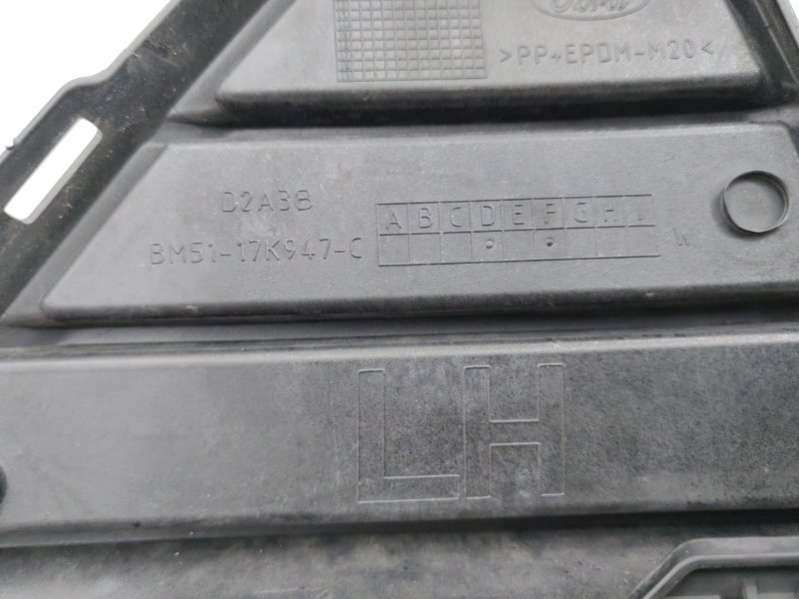 Ford
>PP+EPDM-M20<
D2A3B
BM51-17K947-C
A B C D E F G H
LH